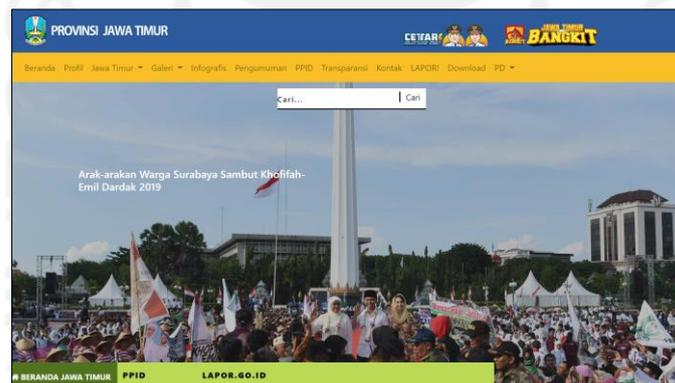 PROVINSI JAWA TIMUR
CETTAR
JAWA TIMUR
BANGKIT
Beranda Profil Jawa Timur Galeri Infografis Pengumuman PPID Transparansi Kontak LAPOR! Download PD
Cari... Cari
Arak-arakan Warga Surabaya Sambut Khofifah-
Emil Dardak 2019
BERANDA JAWA TIMUR PPID LAPOR.GO.ID